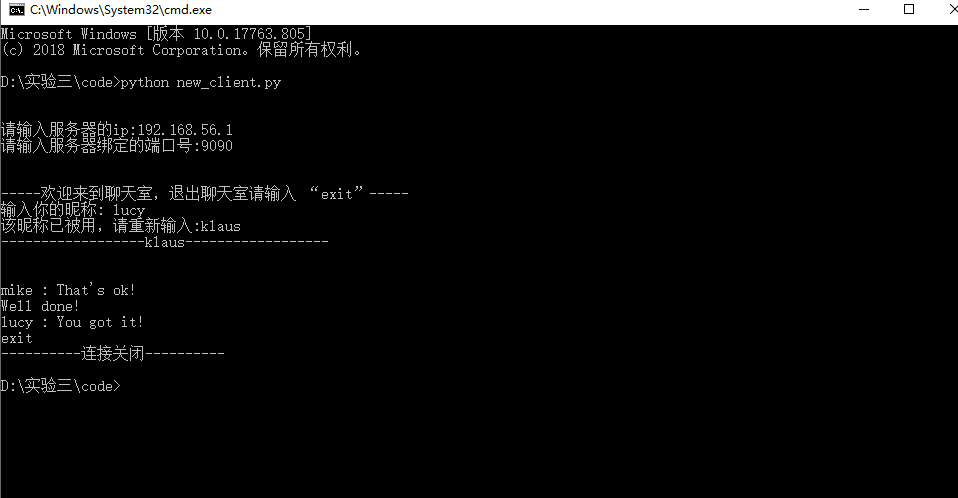 C:\Windows\System32\cmd.exe
Microsoft Windows [版本 10.0.17763.805]
(c) 2018 Microsoft Corporation。保留所有权利。
D:\实验三\code>python new_client.py
请输入服务器的ip:192.168.56.1
请输入服务器绑定的端口号:9090
-----欢迎来到聊天室，退出聊天室请输入 “exit”-----
输入你的昵称: lucy
该昵称已被用，请重新输入:klaus
------------------klaus------------------
mike : That's ok!
Well done!
lucy : You got it!
exit
----------连接关闭----------
D:\实验三\code>